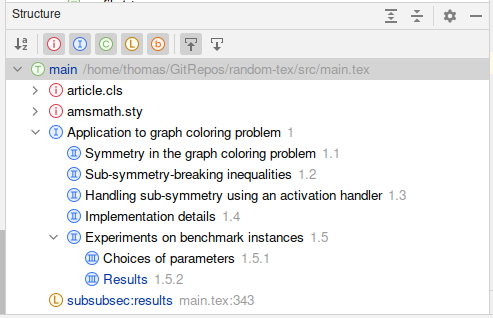 Structure
main /home/thomas/GitRepos/random-tex/src/main.tex
article.cls
amsmath.sty
Application to graph coloring problem 1
Symmetry in the graph coloring problem 1.1
Sub-symmetry-breaking inequalities 1.2
Handling sub-symmetry using an activation handler 1.3
Implementation details 1.4
Experiments on benchmark instances 1.5
Choices of parameters 1.5.1
Results 1.5.2
subsubsec:results main.tex:343